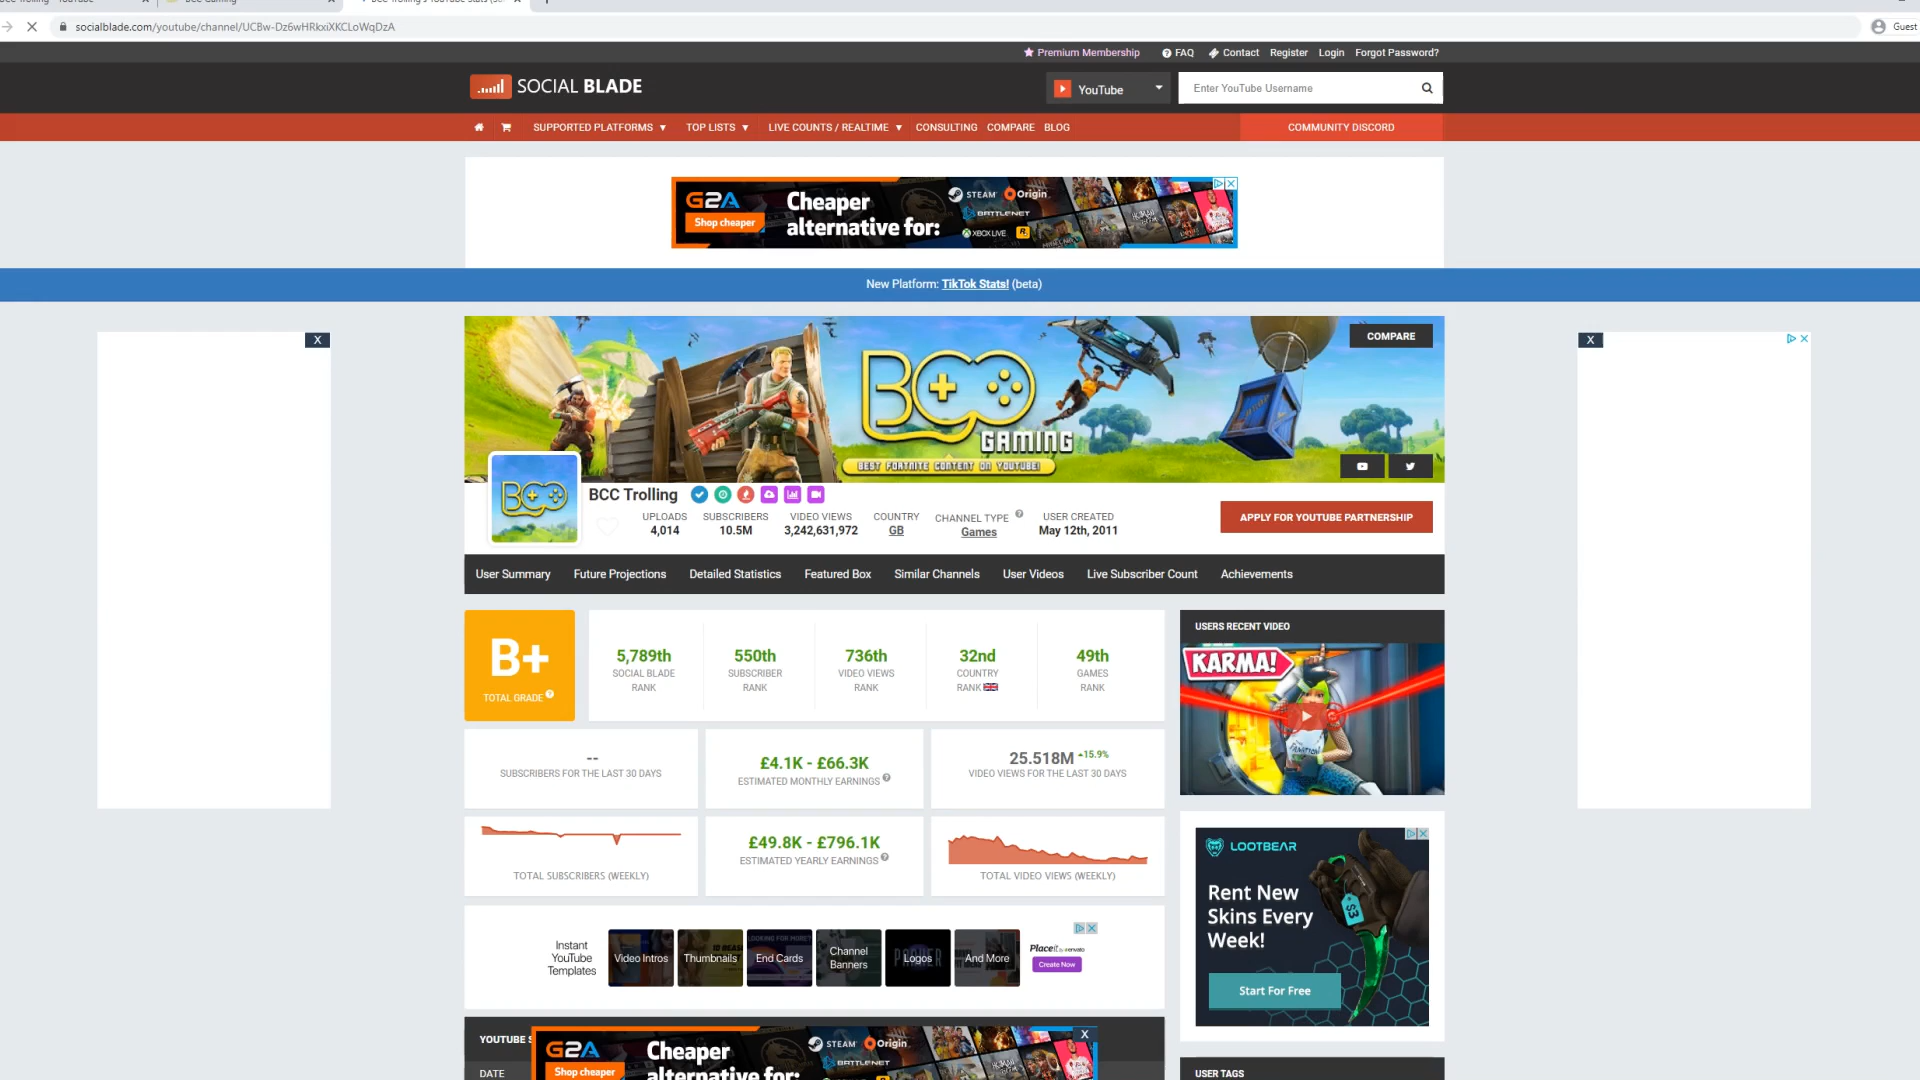 socialblade.com/youtube/channel/UCBw-Dz6wHRkxiXKCLoWqDzA
Guest
Premium Membership
FAQ
Contact
Register
Login
Forgot Password?
SOCIAL BLADE
YouTube
Enter YouTube Username
SUPPORTED PLATFORMS
TOP LISTS
LIVE COUNTS / REALTIME
CONSULTING
COMPARE
BLOG
COMMUNITY DISCORD
G2A
Shop cheaper
Cheaper
alternative for:
STEAM
Origin
BATTLE.NET
XBOX LIVE
New Platform: TikTok Stats! (beta)
X
X
COMPARE
BCC
GAMING
BEST FORTNITE CONTENT ON YOUTUBE!
BCC
BCC Trolling
UPLOADS
4,014
SUBSCRIBERS
10.5M
VIDEO VIEWS
3,242,631,972
COUNTRY
GB
CHANNEL TYPE
Games
USER CREATED
May 12th, 2011
APPLY FOR YOUTUBE PARTNERSHIP
User Summary
Future Projections
Detailed Statistics
Featured Box
Similar Channels
User Videos
Live Subscriber Count
Achievements
B+
TOTAL GRADE
5,789th
SOCIAL BLADE
RANK
550th
SUBSCRIBER
RANK
736th
VIDEO VIEWS
RANK
32nd
COUNTRY
RANK
49th
GAMES
RANK
USERS RECENT VIDEO
KARMA!
--
SUBSCRIBERS FOR THE LAST 30 DAYS
£4.1K - £66.3K
ESTIMATED MONTHLY EARNINGS
25.518M +15.9%
VIDEO VIEWS FOR THE LAST 30 DAYS
TOTAL SUBSCRIBERS (WEEKLY)
£49.8K - £796.1K
ESTIMATED YEARLY EARNINGS
TOTAL VIDEO VIEWS (WEEKLY)
LOOTBEAR
Rent New
Skins Every
Week!
$3
Start For Free
Instant
YouTube
Templates
Video Intros
Thumbnails
End Cards
Channel
Banners
Logos
And More
Placeit
Create Now
YOUTUBE S
DATE
G2A
Shop cheaper
Cheaper
alternative for:
STEAM
Origin
BATTLE.NET
X
USER TAGS